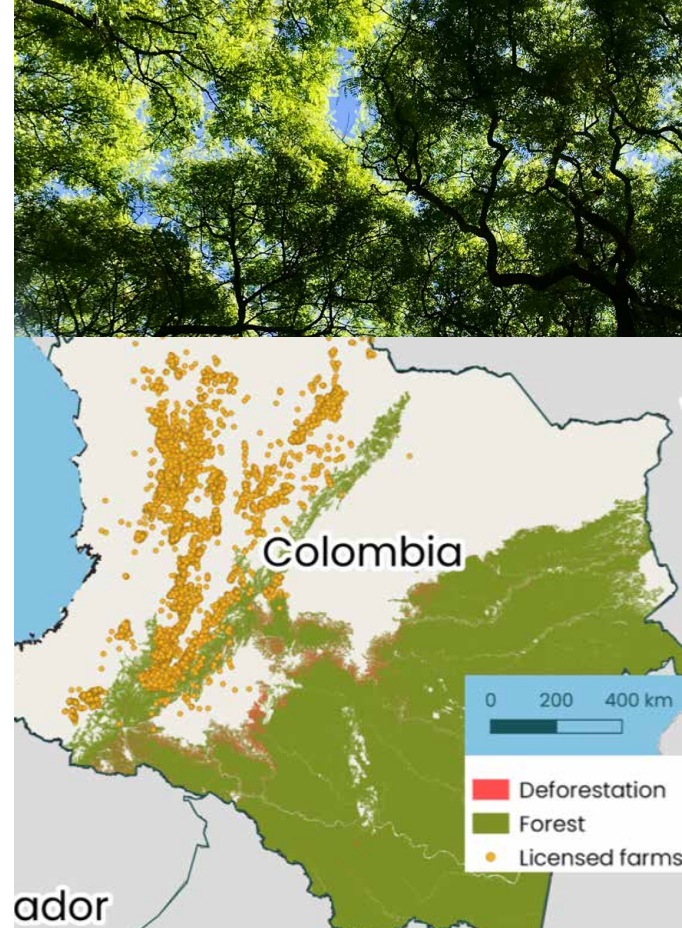 Colombia
0 200 400 km
Deforestation
Forest
Licensed farms
ador